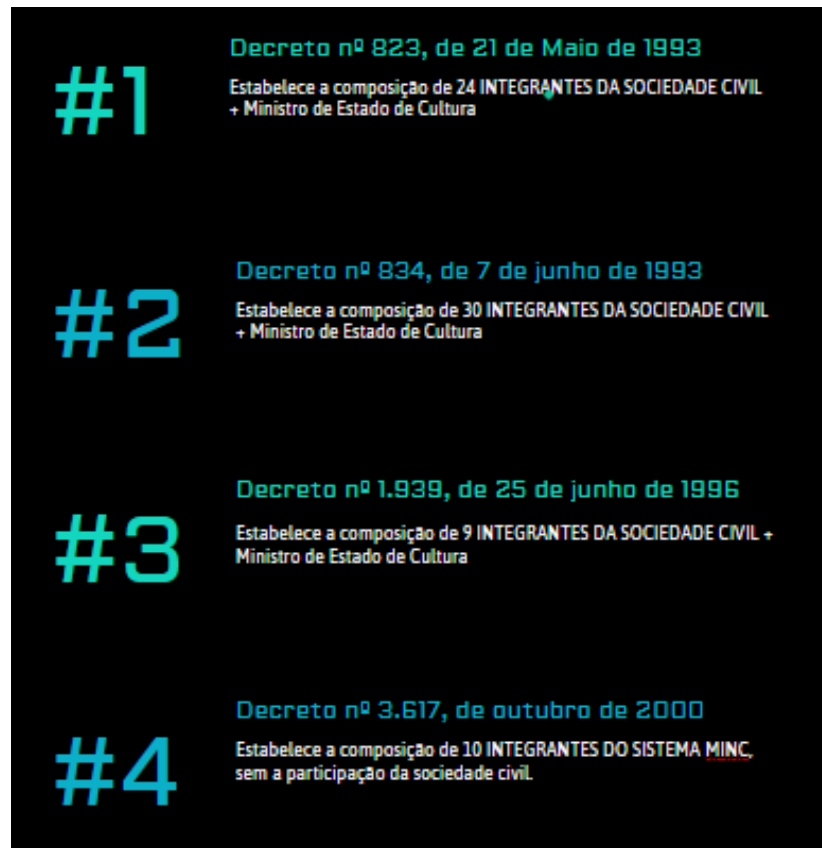 #1
Decreto nº 823, de 21 de Maio de 1993
Estabelece a composição de 24 INTEGRANTES DA SOCIEDADE CIVIL
+ Ministro de Estado de Cultura
#2
Decreto nº 834, de 7 de junho de 1993
Estabelece a composição de 30 INTEGRANTES DA SOCIEDADE CIVIL
+ Ministro de Estado de Cultura
#3
Decreto nº 1.939, de 25 de junho de 1996
Estabelece a composição de 9 INTEGRANTES DA SOCIEDADE CIVIL +
Ministro de Estado de Cultura
#4
Decreto nº 3.617, de outubro de 2000
Estabelece a composição de 10 INTEGRANTES DO SISTEMA MINC,
sem a participação da sociedade civil.